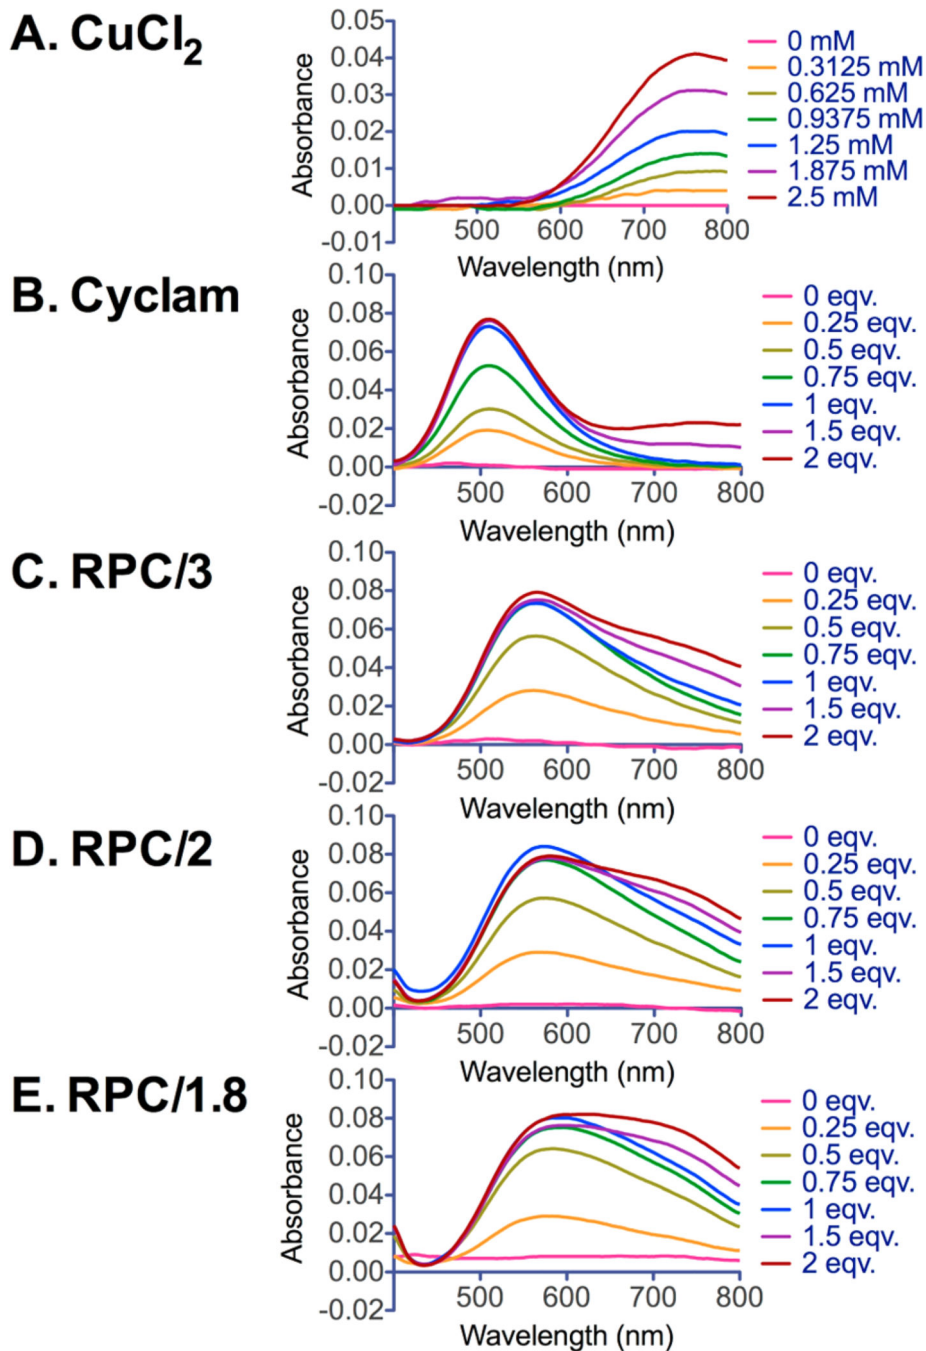 A. CuCl2
0.05
0.04
0.03
0.02
0.01
0.00
-0.01
Absorbance
500
600
700
800
Wavelength (nm)
0 mM
0.3125 mM
0.625 mM
0.9375 mM
1.25 mM
1.875 mM
2.5 mM
B. Cyclam
0.10
0.08
0.06
0.04
0.02
0.00
-0.02
Absorbance
500
600
700
800
Wavelength (nm)
0 eqv.
0.25 eqv.
0.5 eqv.
0.75 eqv.
1 eqv.
1.5 eqv.
2 eqv.
C. RPC/3
0.10
0.08
0.06
0.04
0.02
0.00
-0.02
Absorbance
500
600
700
800
Wavelength (nm)
0 eqv.
0.25 eqv.
0.5 eqv.
0.75 eqv.
1 eqv.
1.5 eqv.
2 eqv.
D. RPC/2
0.10
0.08
0.06
0.04
0.02
0.00
-0.02
Absorbance
500
600
700
800
Wavelength (nm)
0 eqv.
0.25 eqv.
0.5 eqv.
0.75 eqv.
1 eqv.
1.5 eqv.
2 eqv.
E. RPC/1.8
0.10
0.08
0.06
0.04
0.02
0.00
-0.02
Absorbance
500
600
700
800
Wavelength (nm)
0 eqv.
0.25 eqv.
0.5 eqv.
0.75 eqv.
1 eqv.
1.5 eqv.
2 eqv.